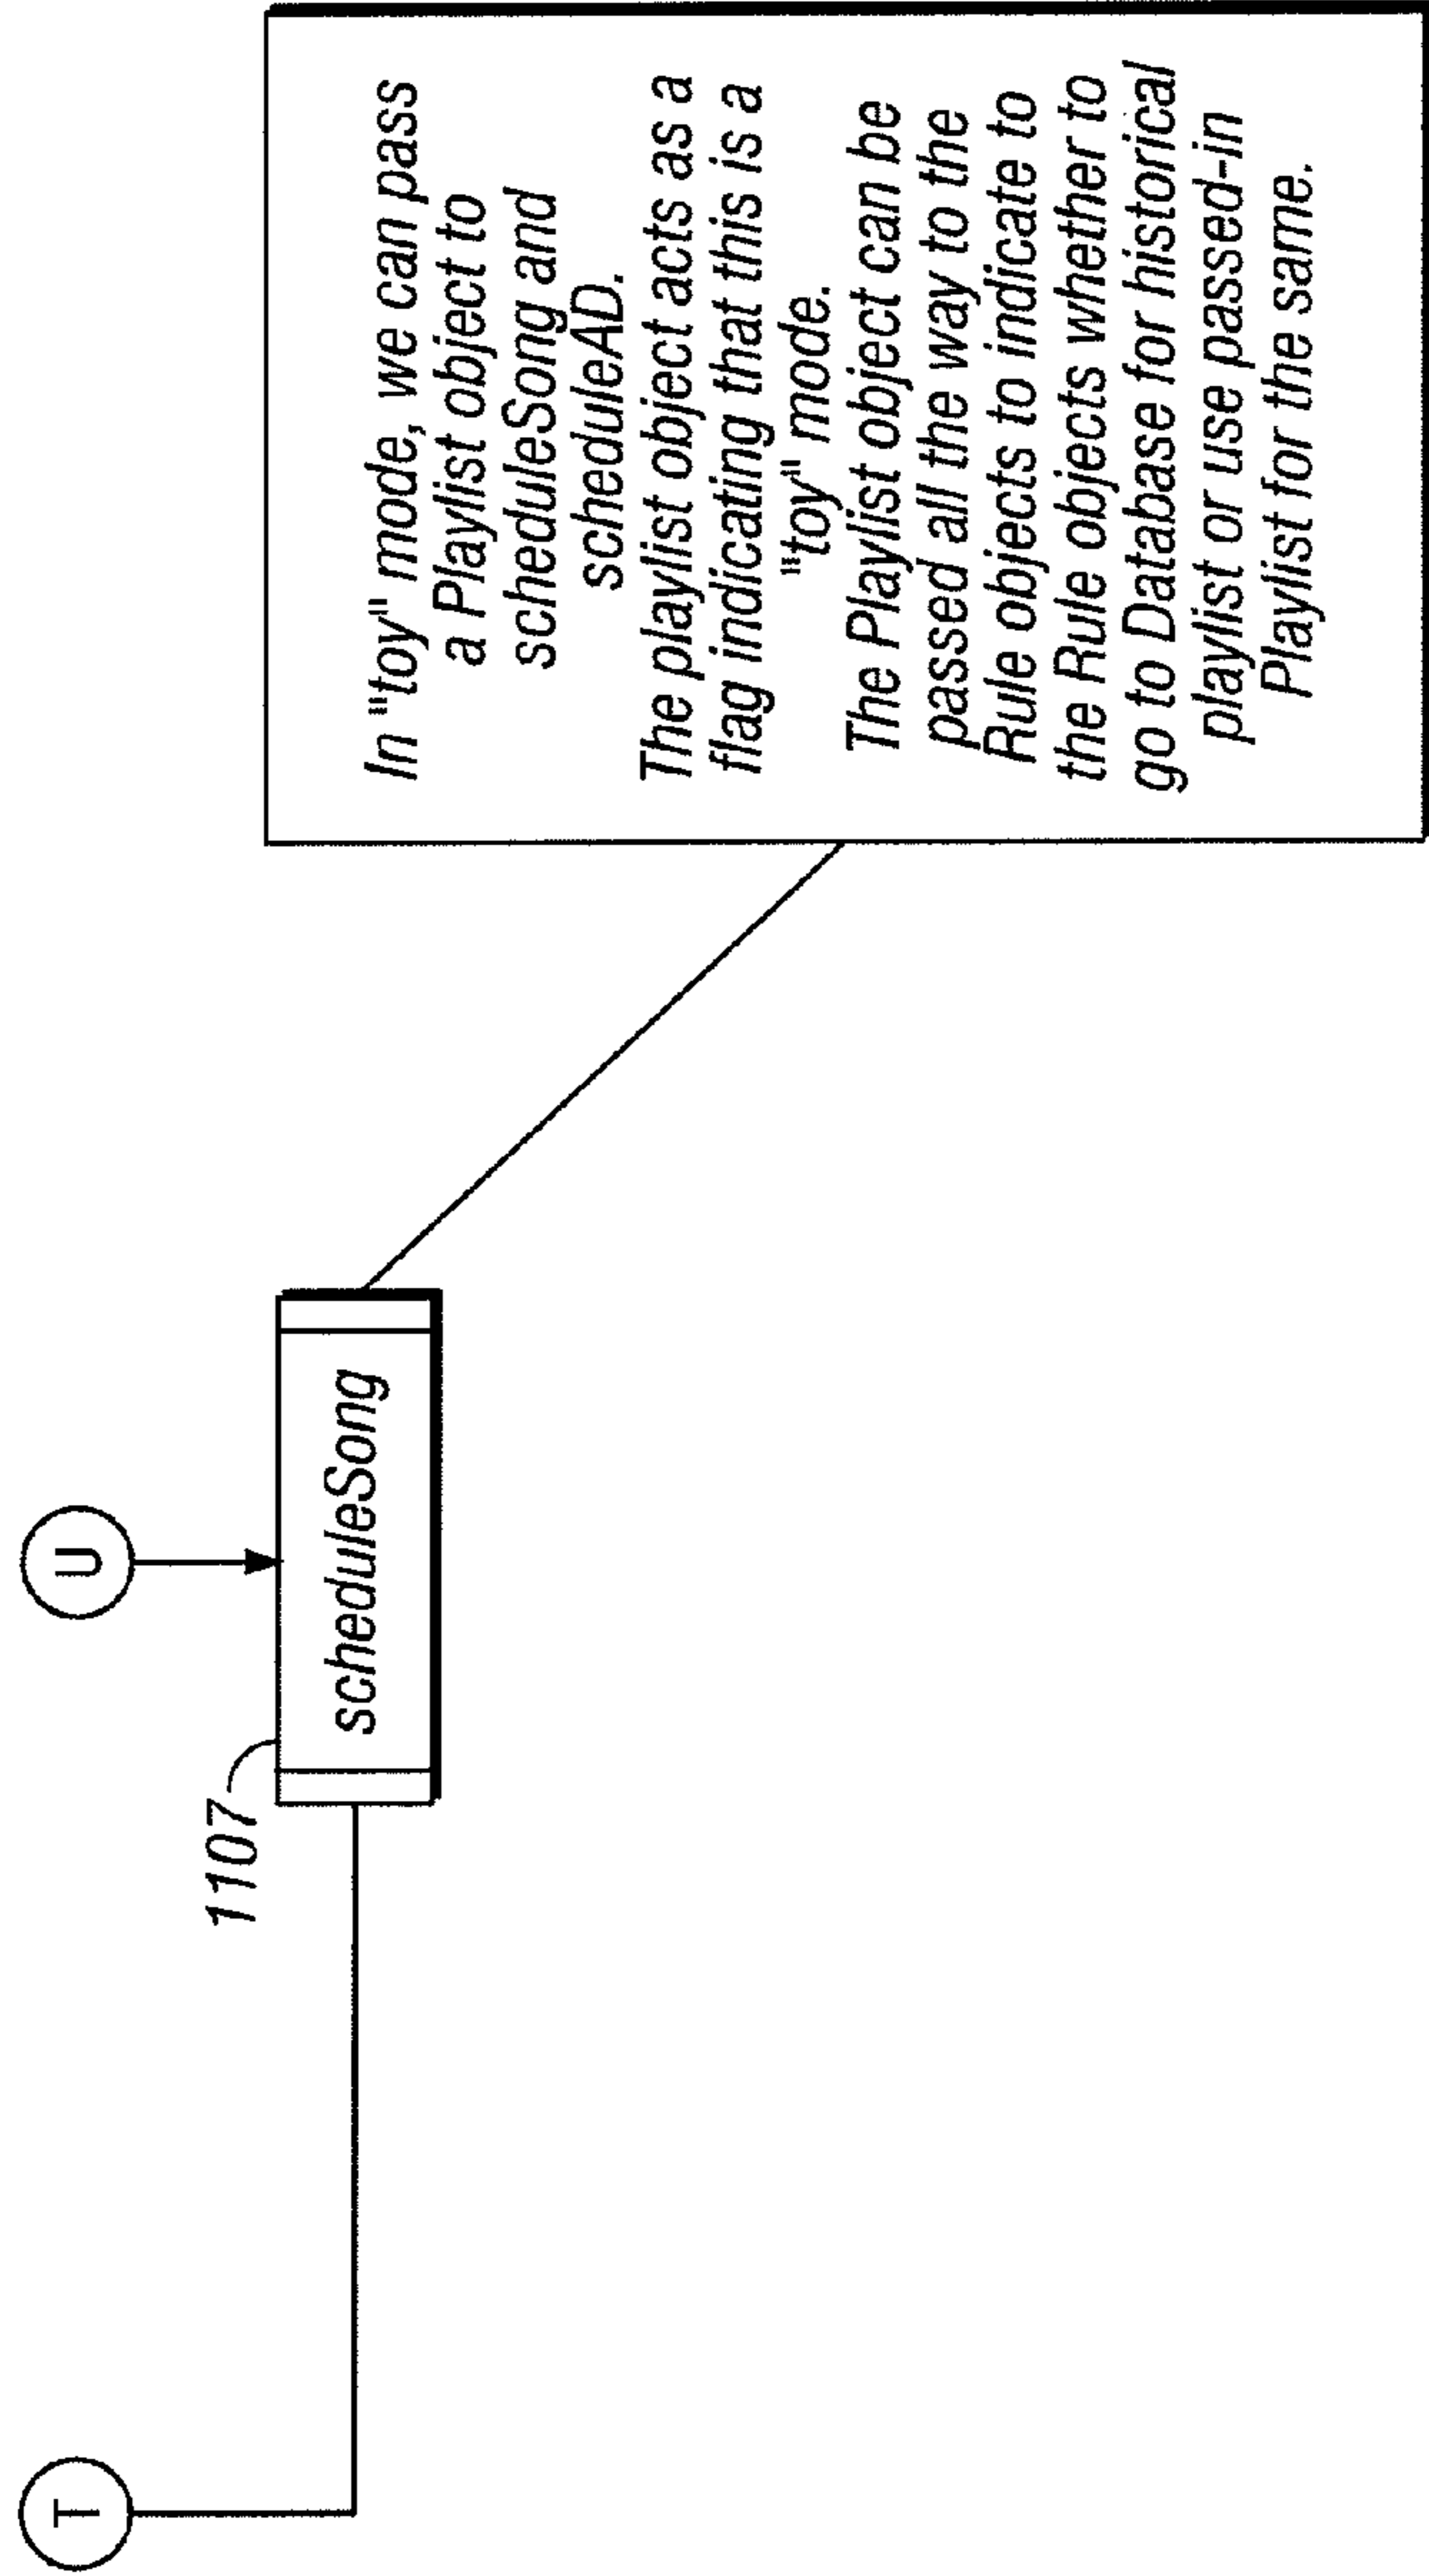 T
U
1107
scheduleSong
In "toy" mode, we can pass
a Playlist object to
scheduleSong and
scheduleAD.
The playlist object acts as a
flag indicating that this is a
"toy" mode.
The Playlist object can be
passed all the way to the
Rule objects to indicate to
the Rule objects whether to
go to Database for historical
playlist or use passed-in
Playlist for the same.